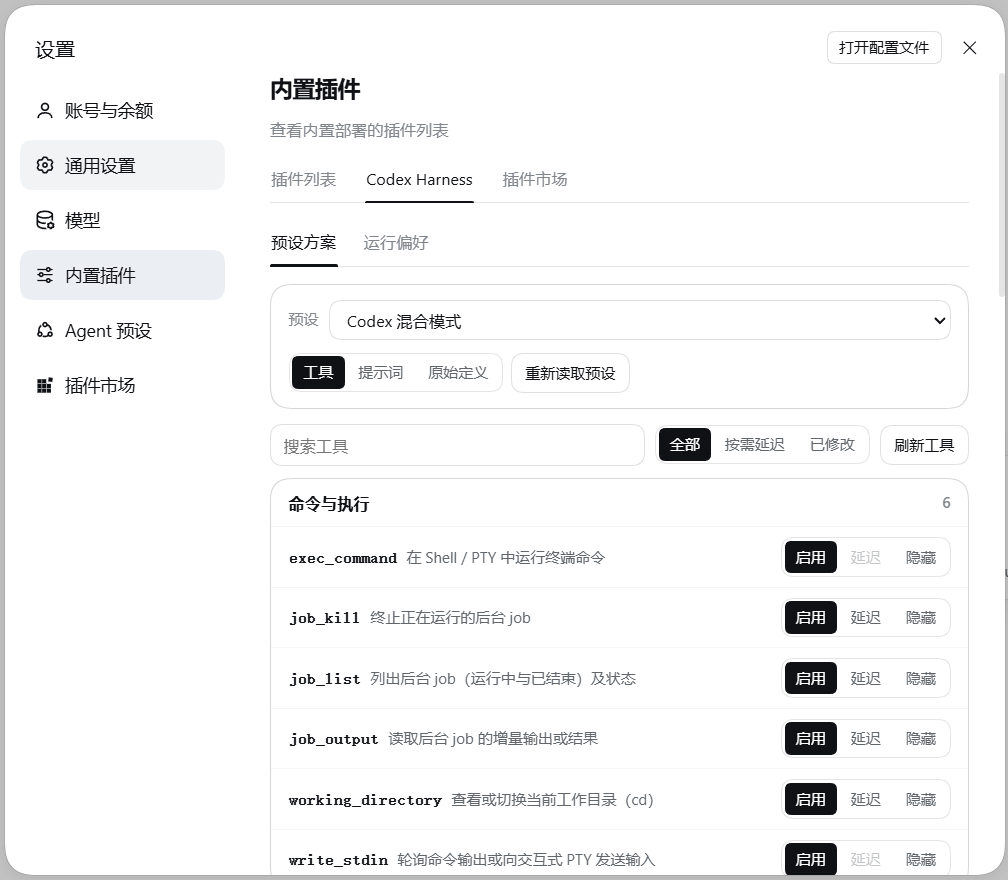 设置
打开配置文件
账号与余额
通用设置
模型
内置插件
Agent 预设
插件市场
内置插件
查看内置部署的插件列表
插件列表 Codex Harness 插件市场
预设方案 运行偏好
预设 Codex 混合模式
工具 提示词 原始定义 重新读取预设
搜索工具 全部 按需延迟 已修改 刷新工具
命令与执行 6
exec_command 在 Shell / PTY 中运行终端命令 启用 延迟 隐藏
job_kill 终止正在运行的后台 job 启用 延迟 隐藏
job_list 列出后台 job（运行中与已结束）及状态 启用 延迟 隐藏
job_output 读取后台 job 的增量输出或结果 启用 延迟 隐藏
working_directory 查看或切换当前工作目录（cd） 启用 延迟 隐藏
write_stdin 轮询命令输出或向交互式 PTY 发送输入 启用 延迟 隐藏